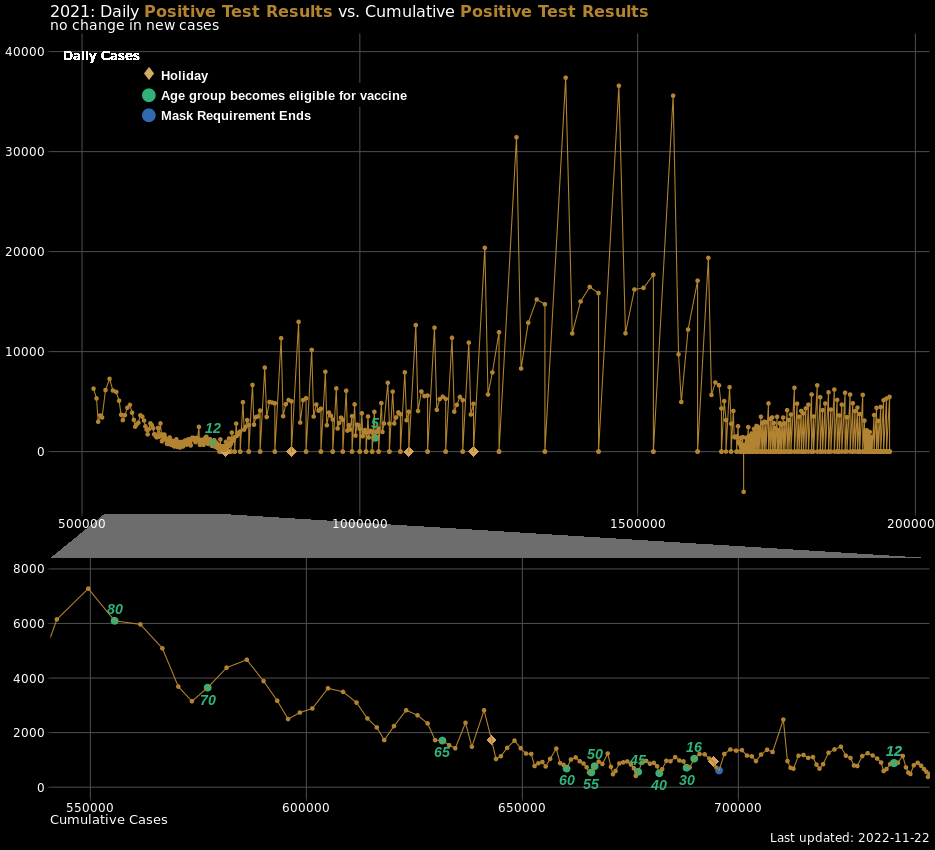 2021: Daily Positive Test Results vs. Cumulative Positive Test Results
no change in new cases
40000
Daily Cases
Holiday
Age group becomes eligible for vaccine
Mask Requirement Ends
30000
20000
10000
12
5
0
500000 1000000 1500000 200000
8000
80
6000
4000
70
2000
65 60 55 50 45 40 30 16 12
0
550000 600000 650000 700000
Cumulative Cases
Last updated: 2022-11-22